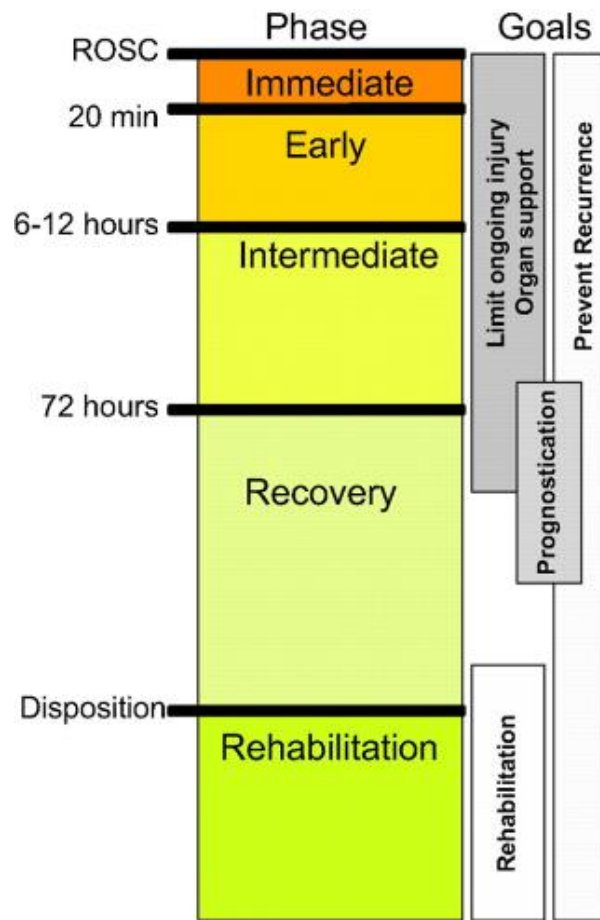 Phase
Goals
ROSC
Immediate
20 min
Early
6-12 hours
Intermediate
72 hours
Recovery
Disposition
Rehabilitation
Limit ongoing injury
Organ support
Prevent Recurrence
Prognostication
Rehabilitation